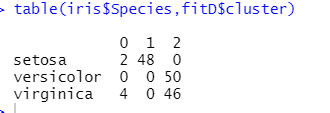 > table(iris$Species,fitD$cluster)
0 1 2
setosa 2 48 0
versicolor 0 0 50
virginica 4 0 46
>